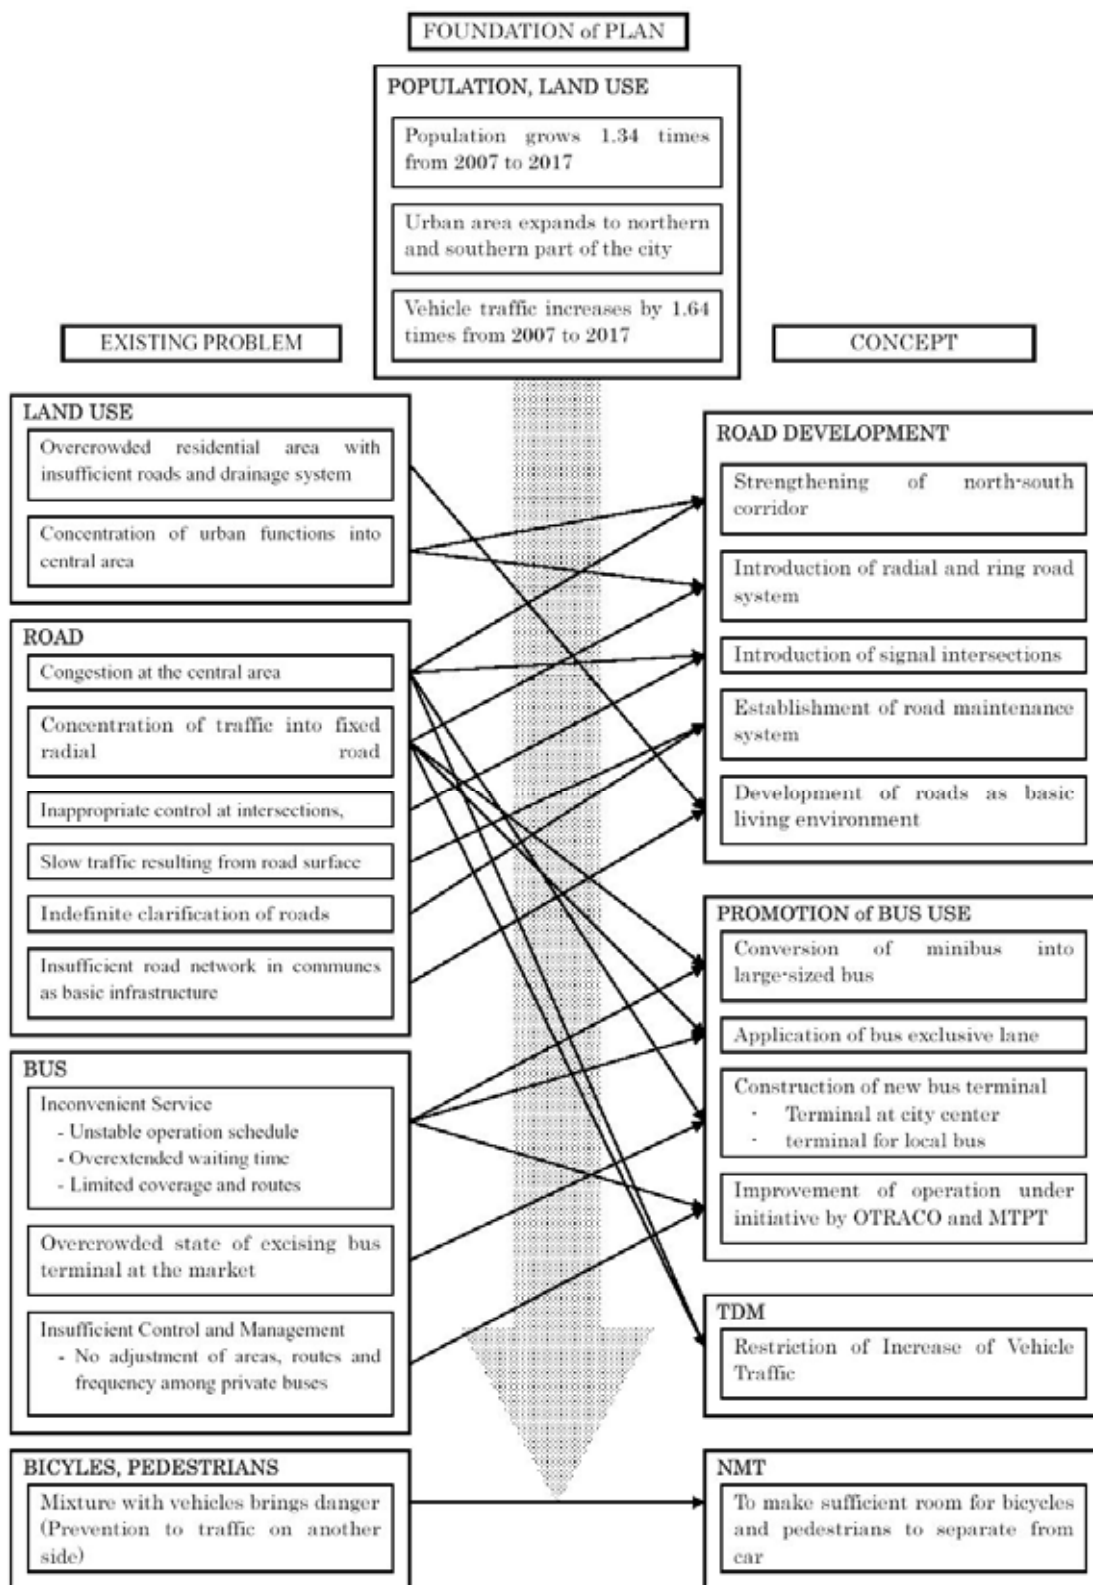 FOUNDATION of PLAN
POPULATION, LAND USE
Population grows 1.34 times
from 2007 to 2017
Urban area expands to northern
and southern part of the city
Vehicle traffic increases by 1.64
times from 2007 to 2017
EXISTING PROBLEM
LAND USE
Overcrowded residential area with
insufficient roads and drainage system
Concentration of urban functions into
central area
ROAD
Congestion at the central area
Concentration of traffic into fixed
radial road
Inappropriate control at intersections,
Slow traffic resulting from road surface
Indefinite clarification of roads
Insufficient road network in communes
as basic infrastructure
BUS
Inconvenient Service
- Unstable operation schedule
- Overextended waiting time
- Limited coverage and routes
Overcrowded state of excising bus
terminal at the market
Insufficient Control and Management
- No adjustment of areas, routes and
frequency among private buses
BICYLES, PEDESTRIANS
Mixture with vehicles brings danger
(Prevention to traffic on another
side)
CONCEPT
ROAD DEVELOPMENT
Strengthening of north-south
corridor
Introduction of radial and ring road
system
Introduction of signal intersections
Establishment of road maintenance
system
Development of roads as basic
living environment
PROMOTION of BUS USE
Conversion of minibus into
large-sized bus
Application of bus exclusive lane
Construction of new bus terminal
· Terminal at city center
· terminal for local bus
Improvement of operation under
initiative by OTRACO and MTPT
TDM
Restriction of Increase of Vehicle
Traffic
NMT
To make sufficient room for bicycles
and pedestrians to separate from
car